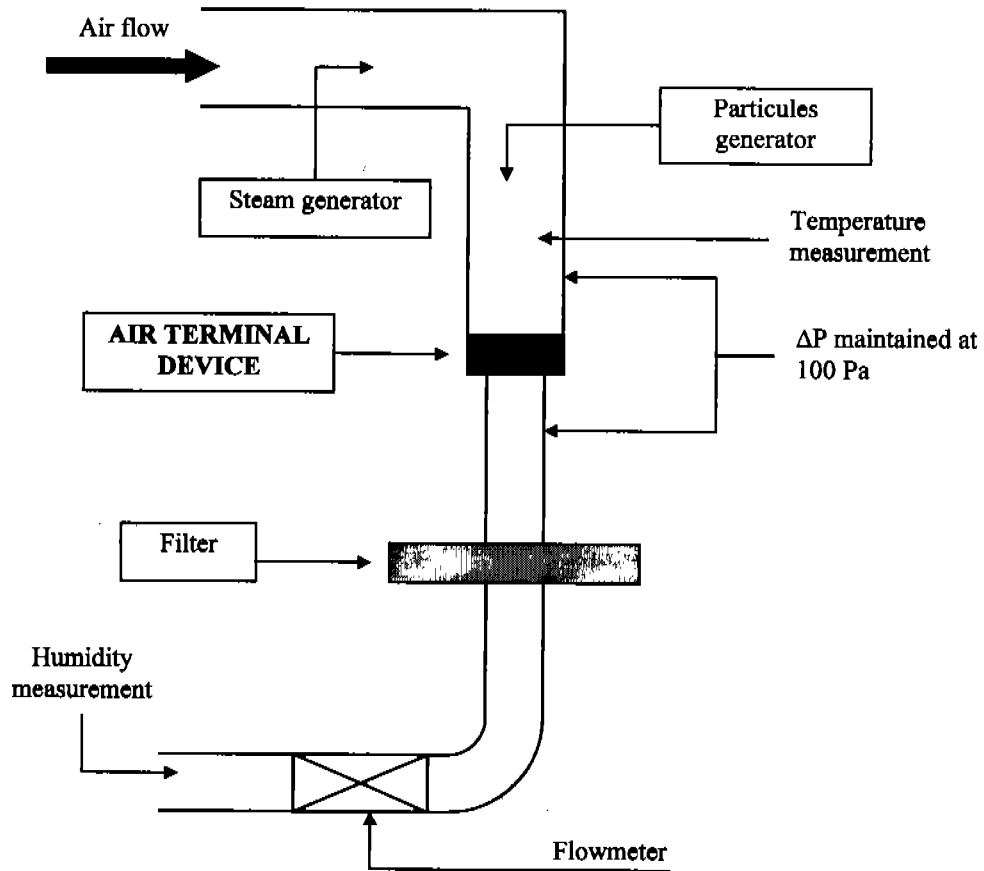 Air flow
Particules
generator
Steam generator
Temperature
measurement
AIR TERMINAL
DEVICE
ΔP maintained at
100 Pa
Filter
Humidity
measurement
Flowmeter